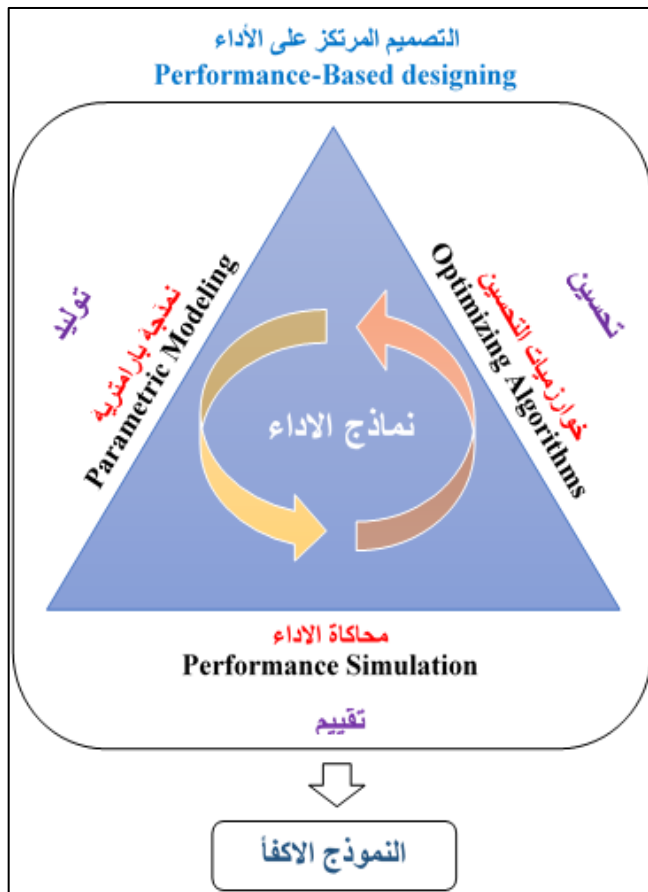 التصميم المرتكز على الأداء
Performance-Based designing
توليد
نمذجة بارامترية
Parametric Modeling
تحسين
خوارزميات التحسين
Optimizing Algorithms
نماذج الاداء
محاكاة الاداء
Performance Simulation
تقييم
النموذج الاكفأ